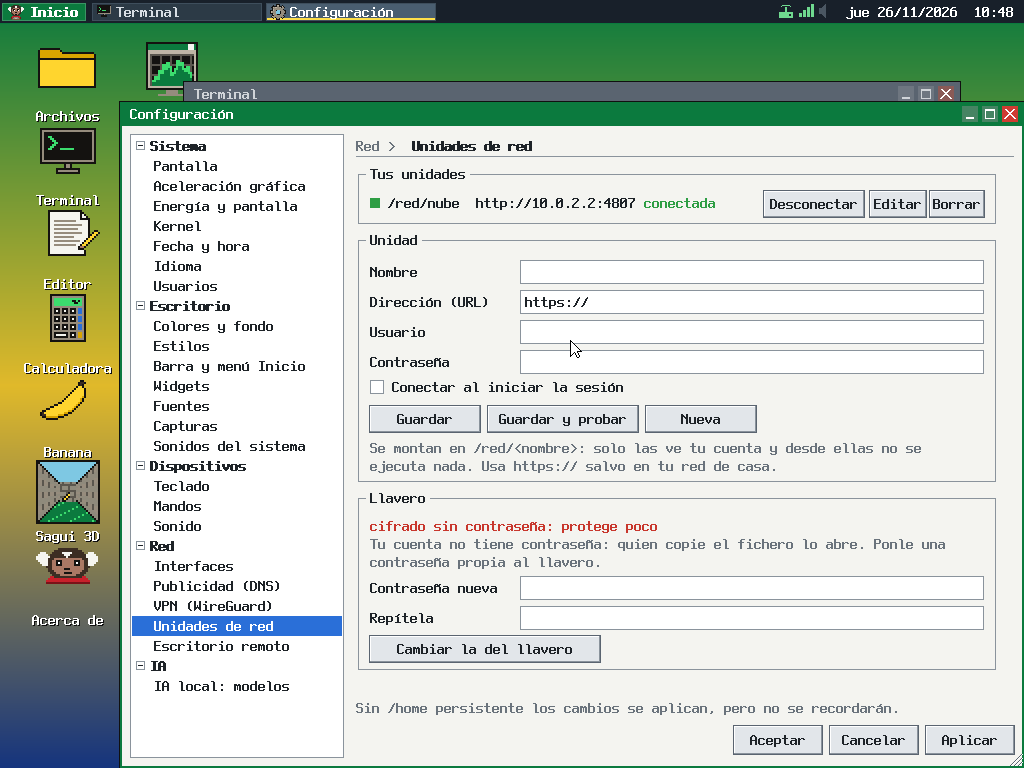 Inicio Terminal Configuración jue 26/11/2026 10:48
Archivos
Terminal
Editor
Calculadora
Banana
Sagui 3D
Acerca de
Terminal
Configuración
Sistema
Pantalla
Aceleración gráfica
Energía y pantalla
Kernel
Fecha y hora
Idioma
Usuarios
Escritorio
Colores y fondo
Estilos
Barra y menú Inicio
Widgets
Fuentes
Capturas
Sonidos del sistema
Dispositivos
Teclado
Mandos
Sonido
Red
Interfaces
Publicidad (DNS)
VPN (WireGuard)
Unidades de red
Escritorio remoto
IA
IA local: modelos
Red > Unidades de red
Tus unidades
/red/nube http://10.0.2.2:4807 conectada Desconectar Editar Borrar
Unidad
Nombre
Dirección (URL) https://
Usuario
Contraseña
Conectar al iniciar la sesión
Guardar Guardar y probar Nueva
Se montan en /red/<nombre>: solo las ve tu cuenta y desde ellas no se
ejecuta nada. Usa https:// salvo en tu red de casa.
Llavero
cifrado sin contraseña: protege poco
Tu cuenta no tiene contraseña: quien copie el fichero lo abre. Ponle una
contraseña propia al llavero.
Contraseña nueva
Repítela
Cambiar la del llavero
Sin /home persistente los cambios se aplican, pero no se recordarán.
Aceptar Cancelar Aplicar